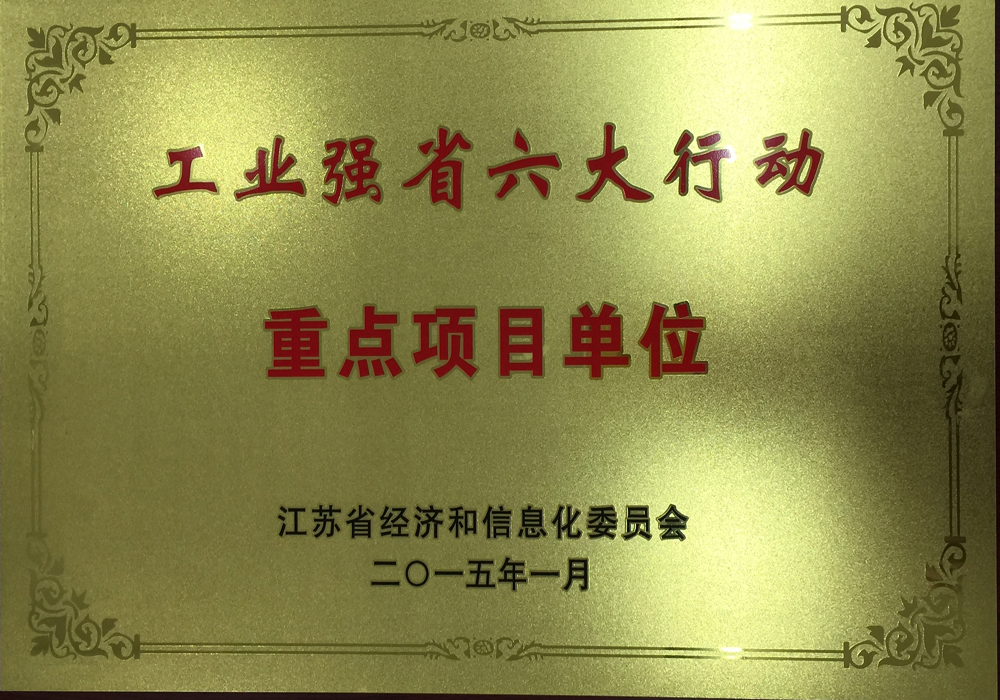 工业强省六大行动
重点项目单位
江苏省经济和信息化委员会
二〇一五年一月